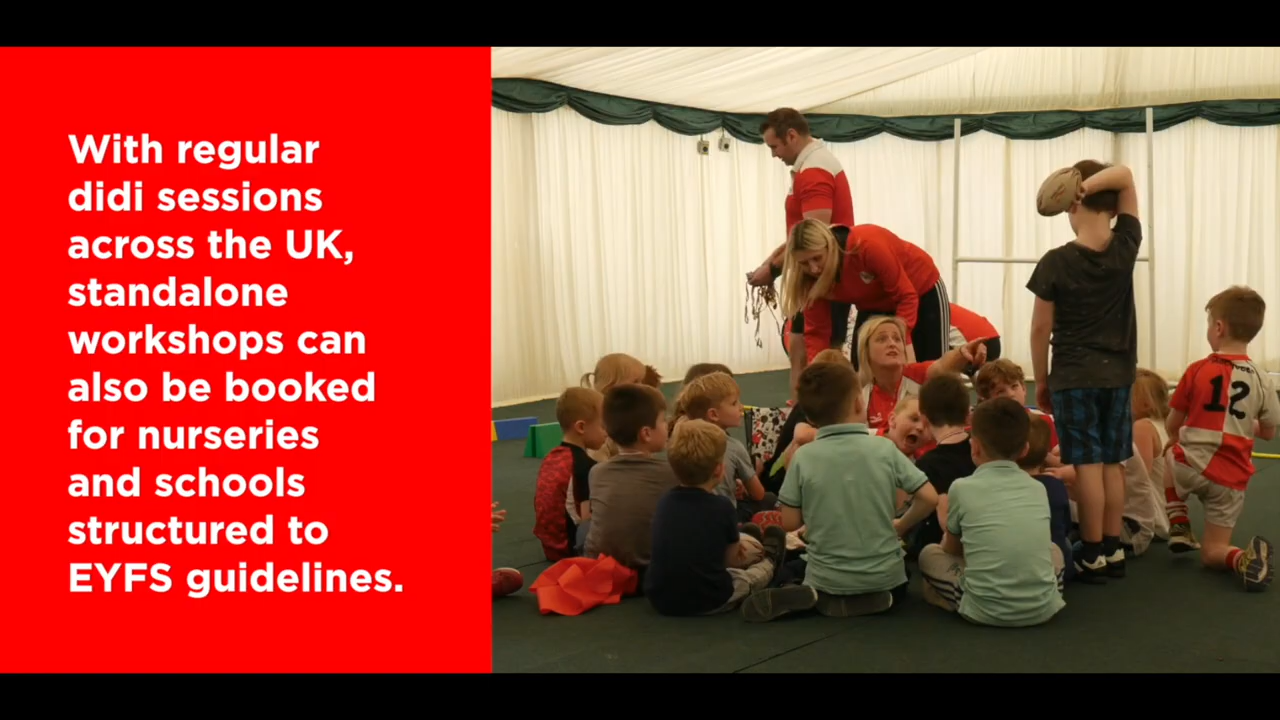 With regular
didi sessions
across the UK,
standalone
workshops can
also be booked
for nurseries
and schools
structured to
EYFS guidelines.
12